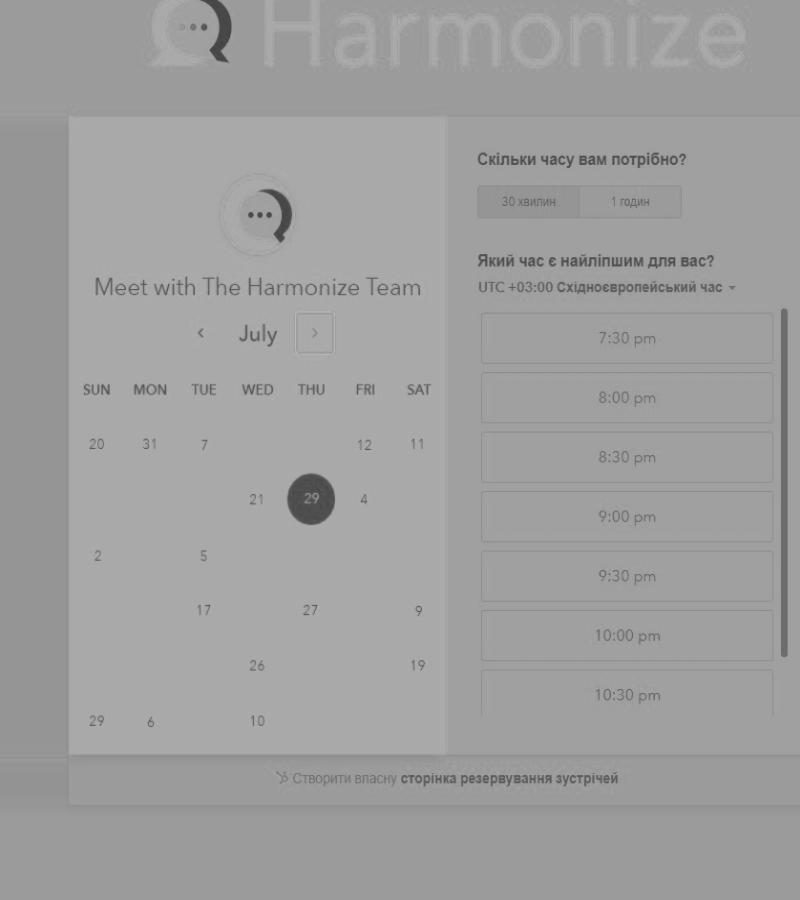 Harmonize
Meet with The Harmonize Team
July
SUN MON TUE WED THU FRI SAT
20 31 7 12 11
21 29 4
2 5
17 27 9
26 19
29 6 10
Скільки часу вам потрібно?
30 хвилин 1 годин
Який час є найліпшим для вас?
UTC +03:00 Східноєвропейський час
7:30 pm
8:00 pm
8:30 pm
9:00 pm
9:30 pm
10:00 pm
10:30 pm
Створити власну сторінка резервування зустрічей